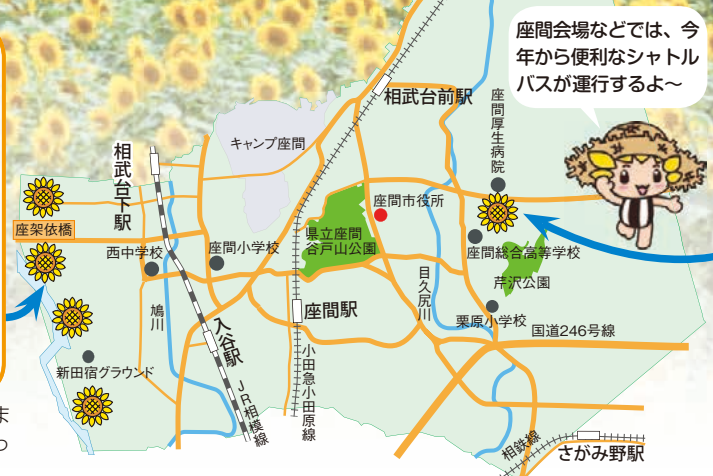 座間会場などでは、今
年から便利なシャトル
バスが運行するよ～
相武台前駅
座間厚生病院
キャンプ座間
相武台下駅
座間市役所
座架依橋
県立座間
谷戸山公園
西中学校
座間小学校
座間総合高等学校
芦沢公園
目久尻川
鳩川
座間駅
栗原小学校
国道246号線
入谷駅
新田宿グラウンド
小田急小田原線
JR相模線
相鉄線
さがみ野駅
ま
っ